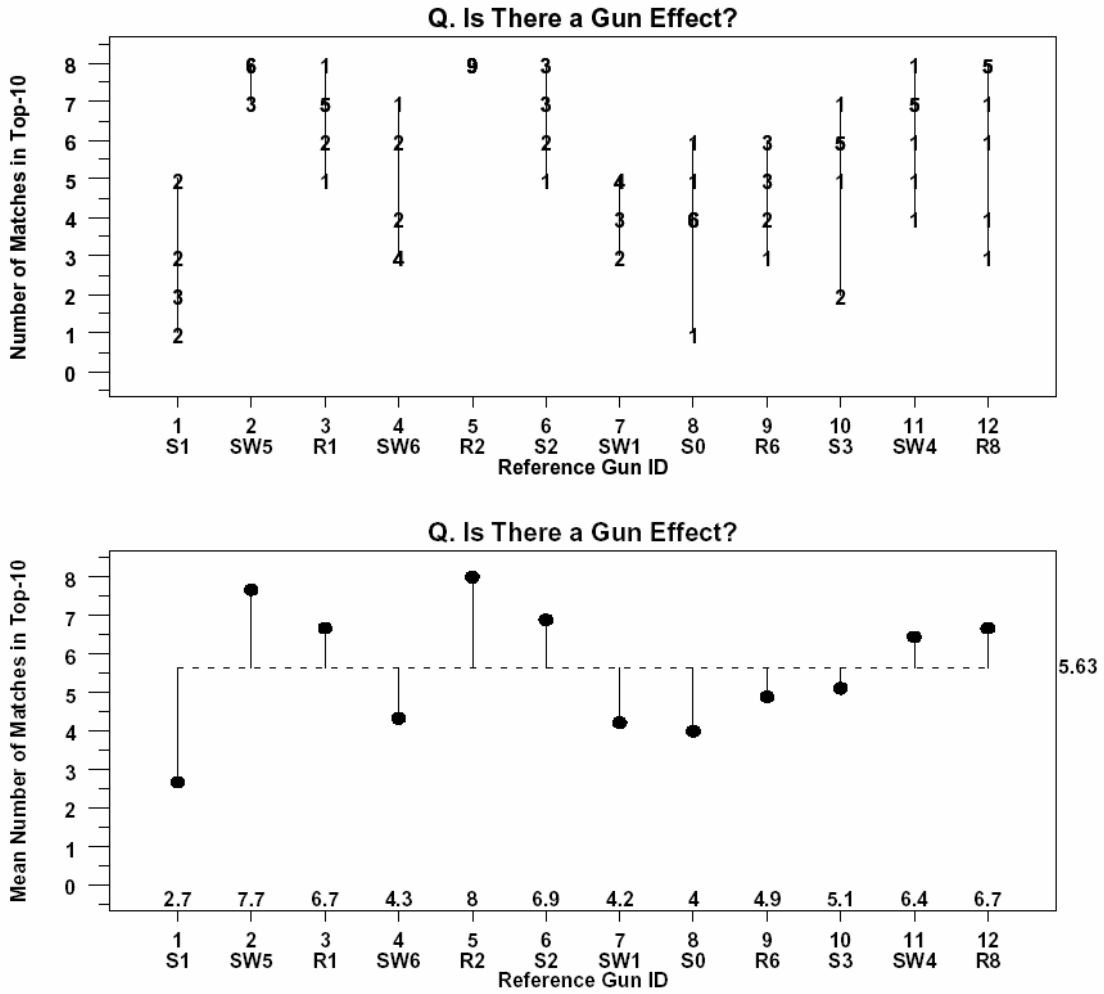 Q. Is There a Gun Effect?
Number of Matches in Top-10
8 6 1 9 3 1 5
7 3 5 1 3 1 5 1
6 2 2 2 1 3 5 1 1
5 2 1 1 4 1 3 1 1
4 2 3 6 2 1 1
3 2 4 2 1 1
2 3 2
1 2 1
0
1 2 3 4 5 6 7 8 9 10 11 12
S1 SW5 R1 SW6 R2 S2 SW1 S0 R6 S3 SW4 R8
Reference Gun ID
Q. Is There a Gun Effect?
Mean Number of Matches in Top-10
8
7
6
5.63
5
4
3
2
1
0
2.7 7.7 6.7 4.3 8 6.9 4.2 4 4.9 5.1 6.4 6.7
1 2 3 4 5 6 7 8 9 10 11 12
S1 SW5 R1 SW6 R2 S2 SW1 S0 R6 S3 SW4 R8
Reference Gun ID